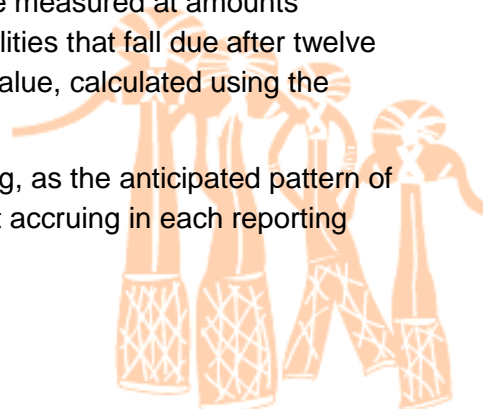 e measured at amounts
lities that fall due after twelve
value, calculated using the
g, as the anticipated pattern of
t accruing in each reporting